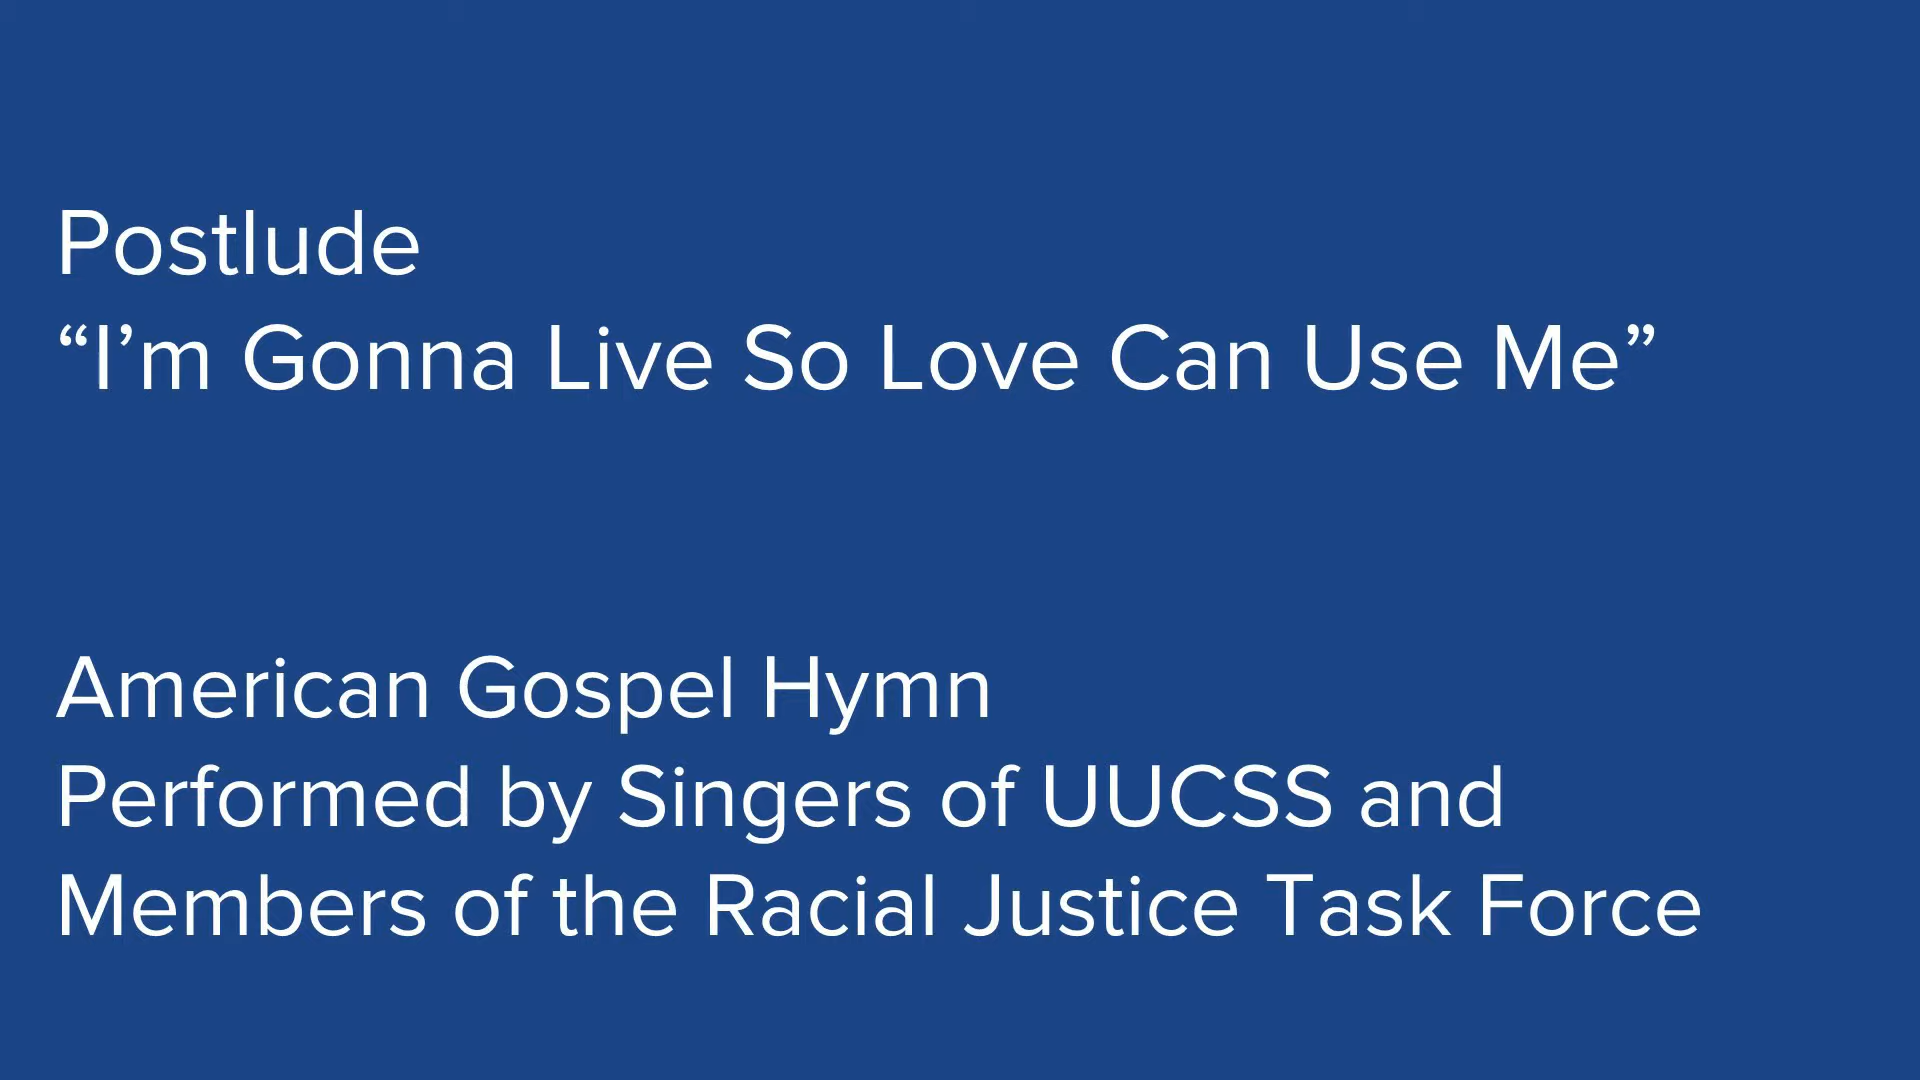 Postlude
“I’m Gonna Live So Love Can Use Me”
American Gospel Hymn
Performed by Singers of UUCSS and
Members of the Racial Justice Task Force